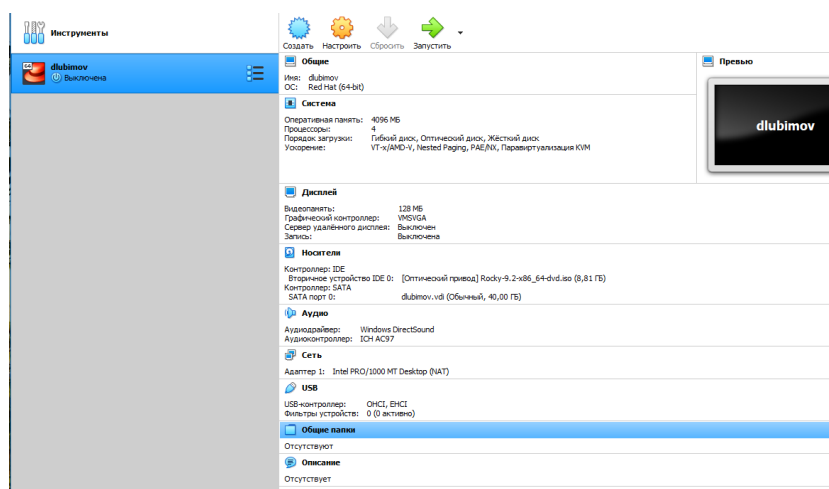 Инструменты
Создать Настроить Сбросить Запустить
64 dlubimov
Выключена
Общие
Имя: dlubimov
ОС: Red Hat (64-bit)
Превью
dlubimov
Система
Оперативная память: 4096 МБ
Процессоры: 4
Порядок загрузки: Гибкий диск, Оптический диск, Жёсткий диск
Ускорение: VT-x/AMD-V, Nested Paging, PAE/NX, Паравиртуализация KVM
Дисплей
Видеопамять: 128 МБ
Графический контроллер: VMSVGA
Сервер удалённого дисплея: Выключен
Запись: Выключена
Носители
Контроллер: IDE
Вторичное устройство IDE 0: [Оптический привод] Rocky-9.2-x86_64-dvd.iso (8,81 ГБ)
Контроллер: SATA
SATA порт 0: dlubimov.vdi (Обычный, 40,00 ГБ)
Аудио
Аудиодрайвер: Windows DirectSound
Аудиоконтроллер: ICH AC97
Сеть
Адаптер 1: Intel PRO/1000 MT Desktop (NAT)
USB
USB-контроллер: OHCI, EHCI
Фильтры устройств: 0 (0 активно)
Общие папки
Отсутствуют
Описание
Отсутствует